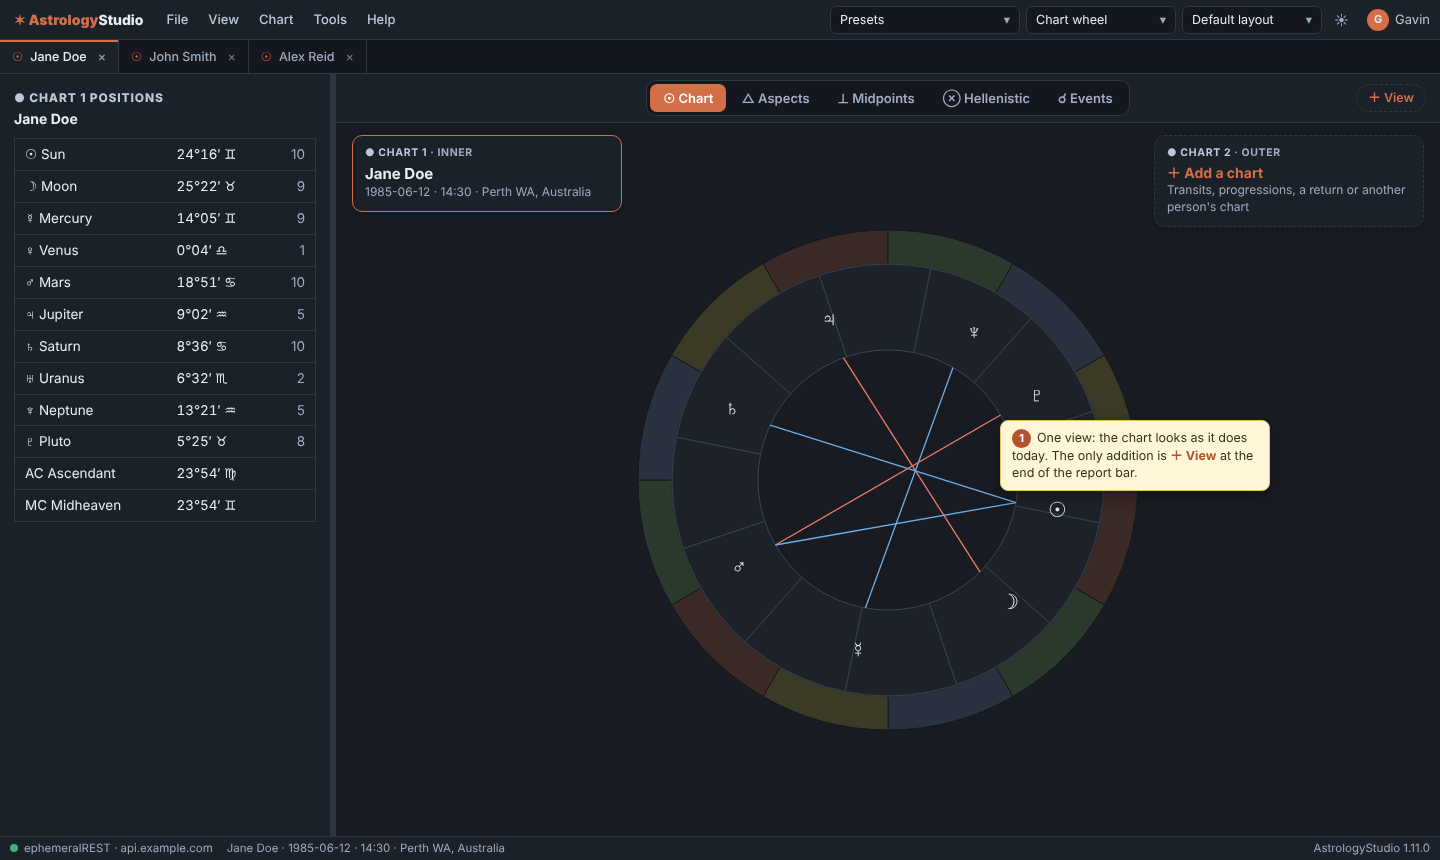 ✶ AstrologyStudio File View Chart Tools Help Presets ▾ Chart wheel ▾ Default layout ▾ ☀ G Gavin
☉ Jane Doe × ☉ John Smith × ☉ Alex Reid ×
● CHART 1 POSITIONS
Jane Doe
☉ Sun 24°16′ ♊ 10
☽ Moon 25°22′ ♉ 9
☿ Mercury 14°05′ ♊ 9
♀ Venus 0°04′ ♎ 1
♂ Mars 18°51′ ♋ 10
♃ Jupiter 9°02′ ♒ 5
♄ Saturn 8°36′ ♋ 10
♅ Uranus 6°32′ ♏ 2
♆ Neptune 13°21′ ♒ 5
♇ Pluto 5°25′ ♉ 8
AC Ascendant 23°54′ ♍
MC Midheaven 23°54′ ♊
☉ Chart △ Aspects ⊥ Midpoints ⊗ Hellenistic ☌ Events
＋ View
● CHART 1 · INNER
Jane Doe
1985-06-12 · 14:30 · Perth WA, Australia
● CHART 2 · OUTER
＋ Add a chart
Transits, progressions, a return or another
person's chart
♃
♆
♇
♄
☉
♂
☽
☿
1 One view: the chart looks as it does
today. The only addition is ＋ View at the
end of the report bar.
ephemeralREST · api.example.com Jane Doe · 1985-06-12 · 14:30 · Perth WA, Australia AstrologyStudio 1.11.0